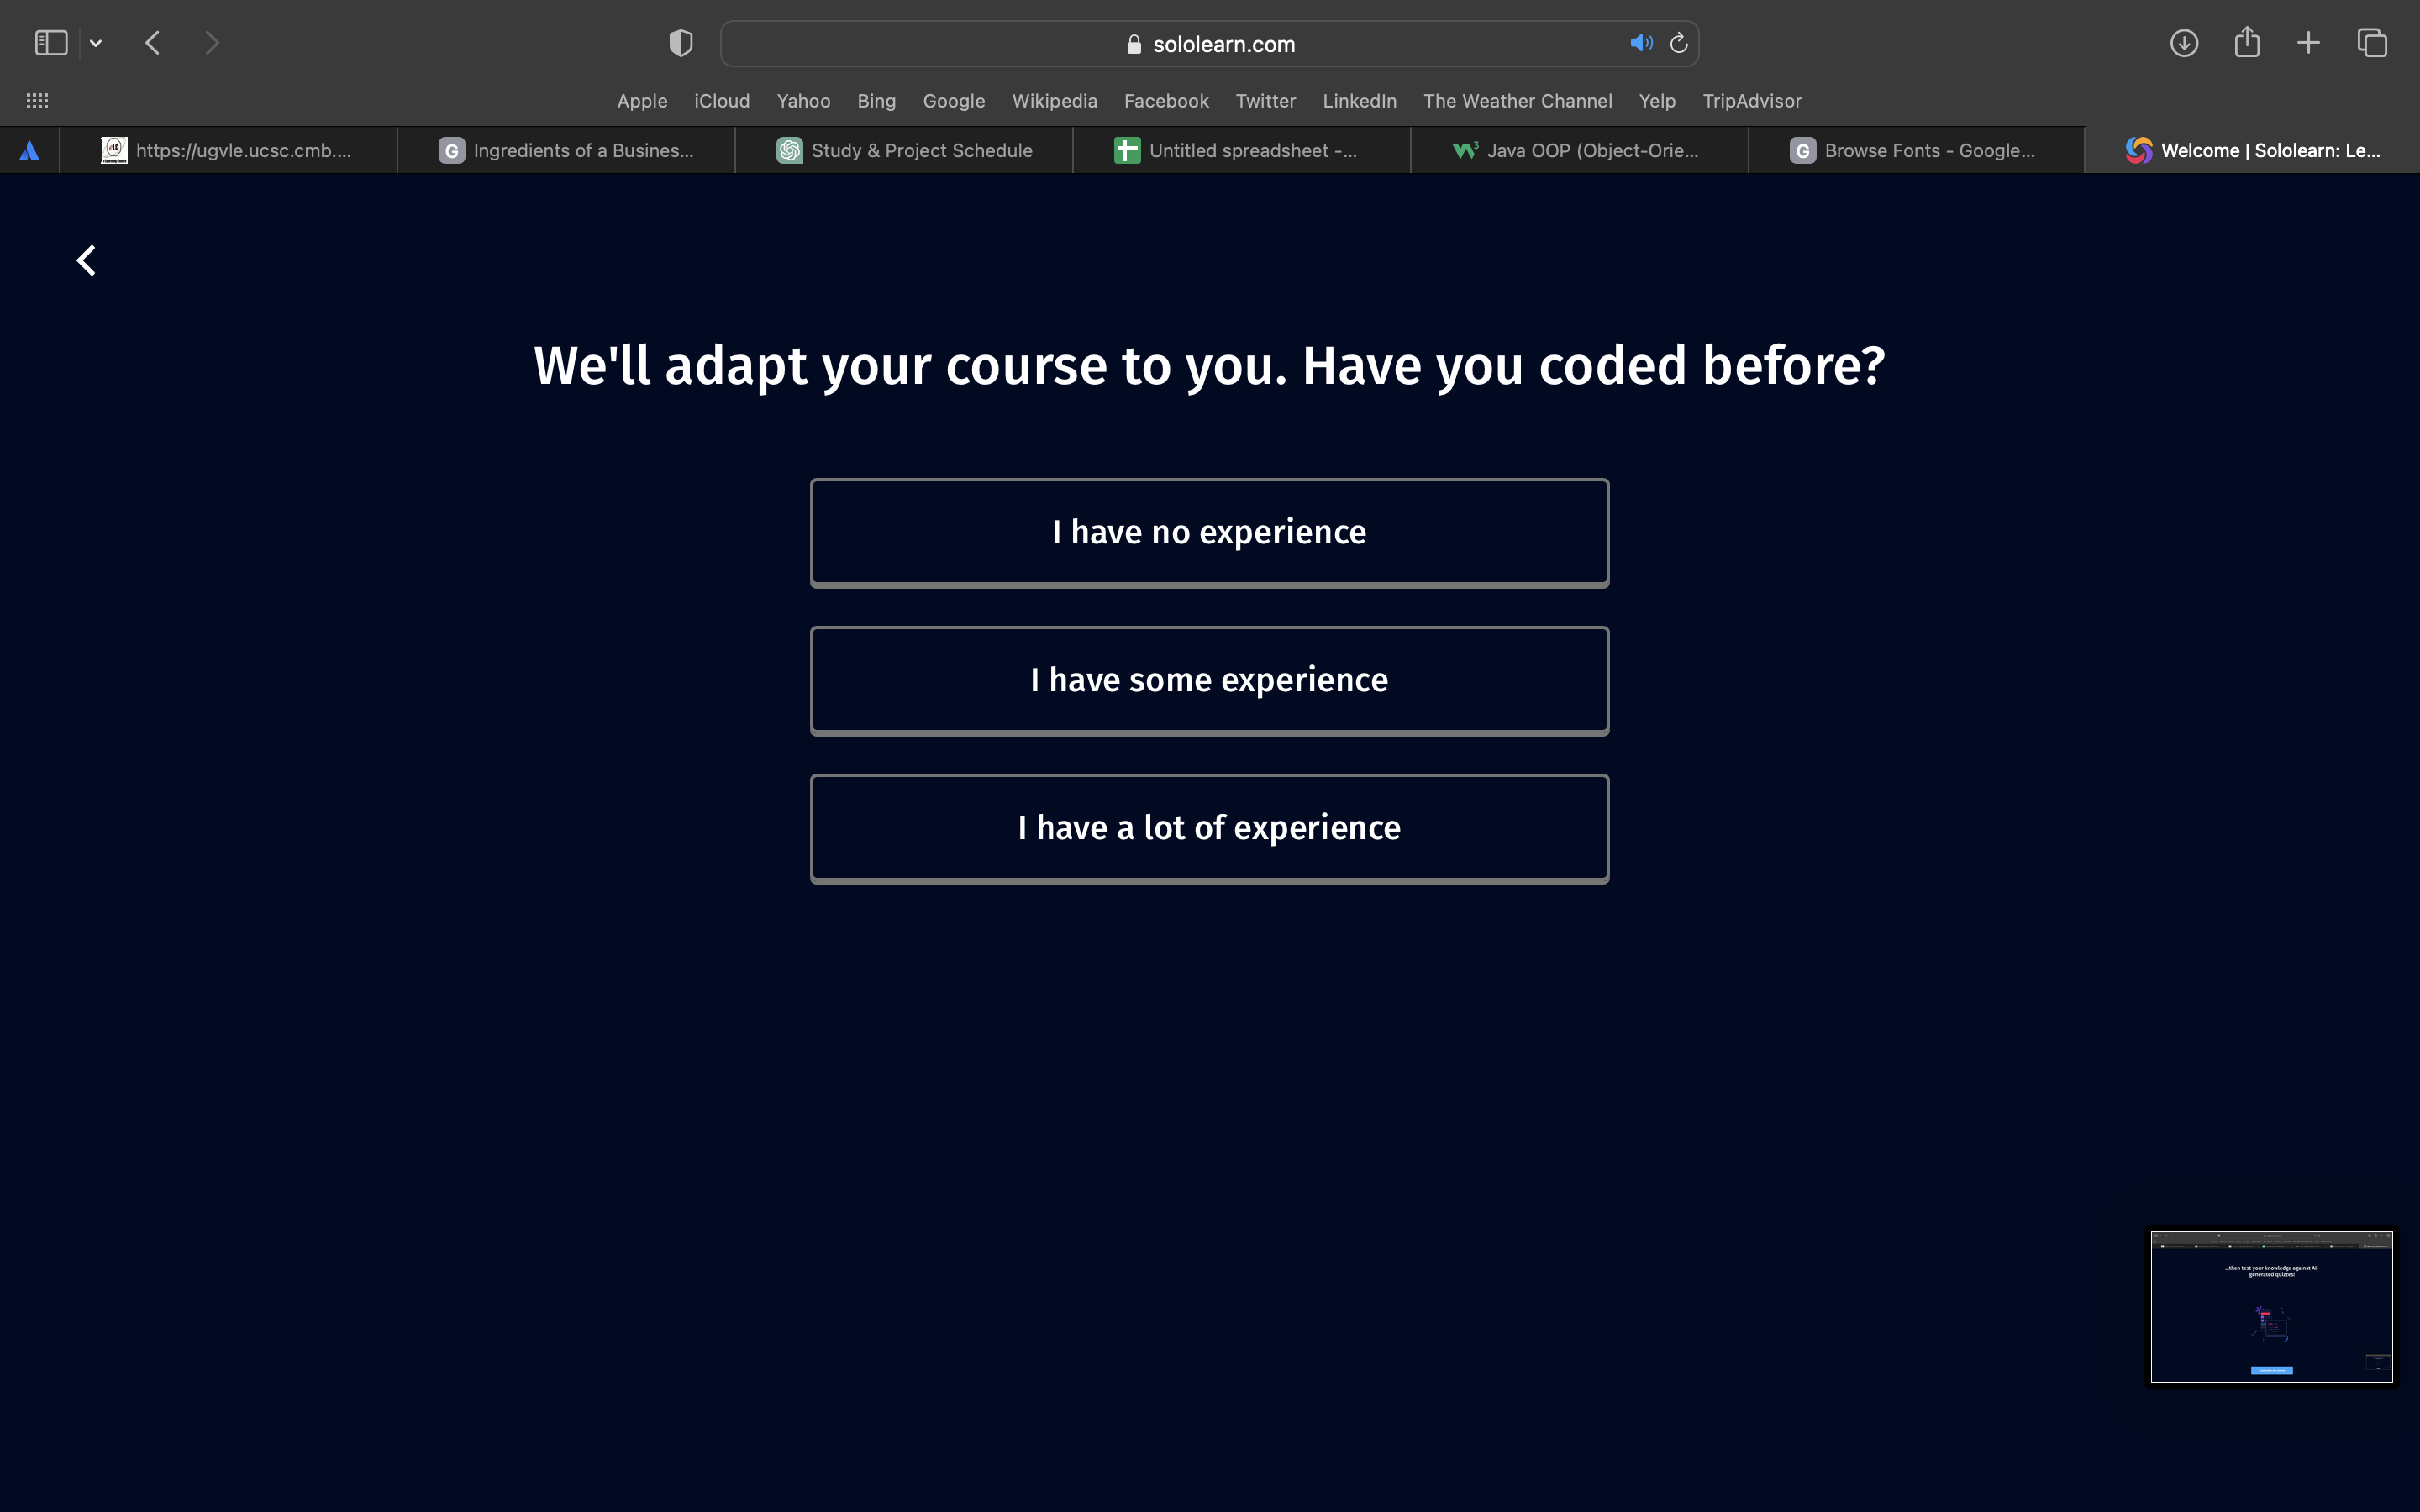 sololearn.com
Apple iCloud Yahoo Bing Google Wikipedia Facebook Twitter LinkedIn The Weather Channel Yelp TripAdvisor
https://ugvle.ucsc.cmb.... G Ingredients of a Busines... Study & Project Schedule Untitled spreadsheet -... Java OOP (Object-Orie... G Browse Fonts - Google... Welcome | Sololearn: Le...
We'll adapt your course to you. Have you coded before?
I have no experience
I have some experience
I have a lot of experience
...then test your knowledge against AI-
generated quizzes!